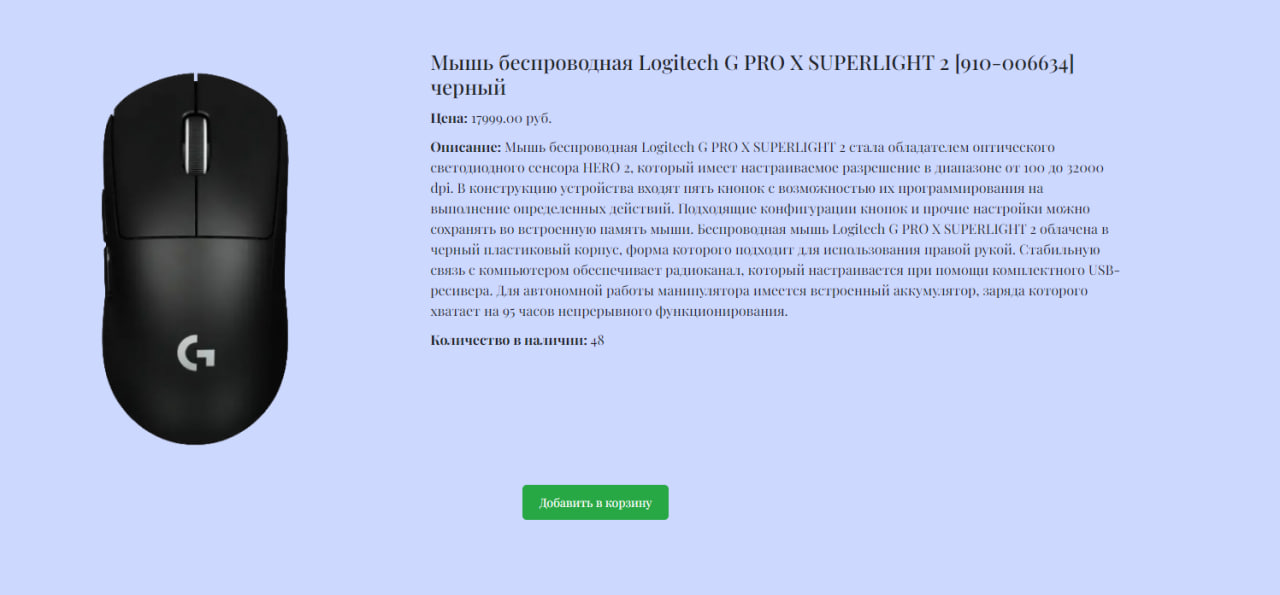 Мышь беспроводная Logitech G PRO X SUPERLIGHT 2 [910-006634]
черный
Цена: 17999.00 руб.
Описание: Мышь беспроводная Logitech G PRO X SUPERLIGHT 2 стала обладателем оптического
светодиодного сенсора HERO 2, который имеет настраиваемое разрешение в диапазоне от 100 до 32000
dpi. В конструкцию устройства входят пять кнопок с возможностью их программирования на
выполнение определенных действий. Подходящие конфигурации кнопок и прочие настройки можно
сохранять во встроенную память мыши. Беспроводная мышь Logitech G PRO X SUPERLIGHT 2 облачена в
черный пластиковый корпус, форма которого подходит для использования правой рукой. Стабильную
связь с компьютером обеспечивает радиоканал, который настраивается при помощи комплектного USB-
ресивера. Для автономной работы манипулятора имеется встроенный аккумулятор, заряда которого
хватает на 95 часов непрерывного функционирования.
Количество в наличии: 48
G
Добавить в корзину